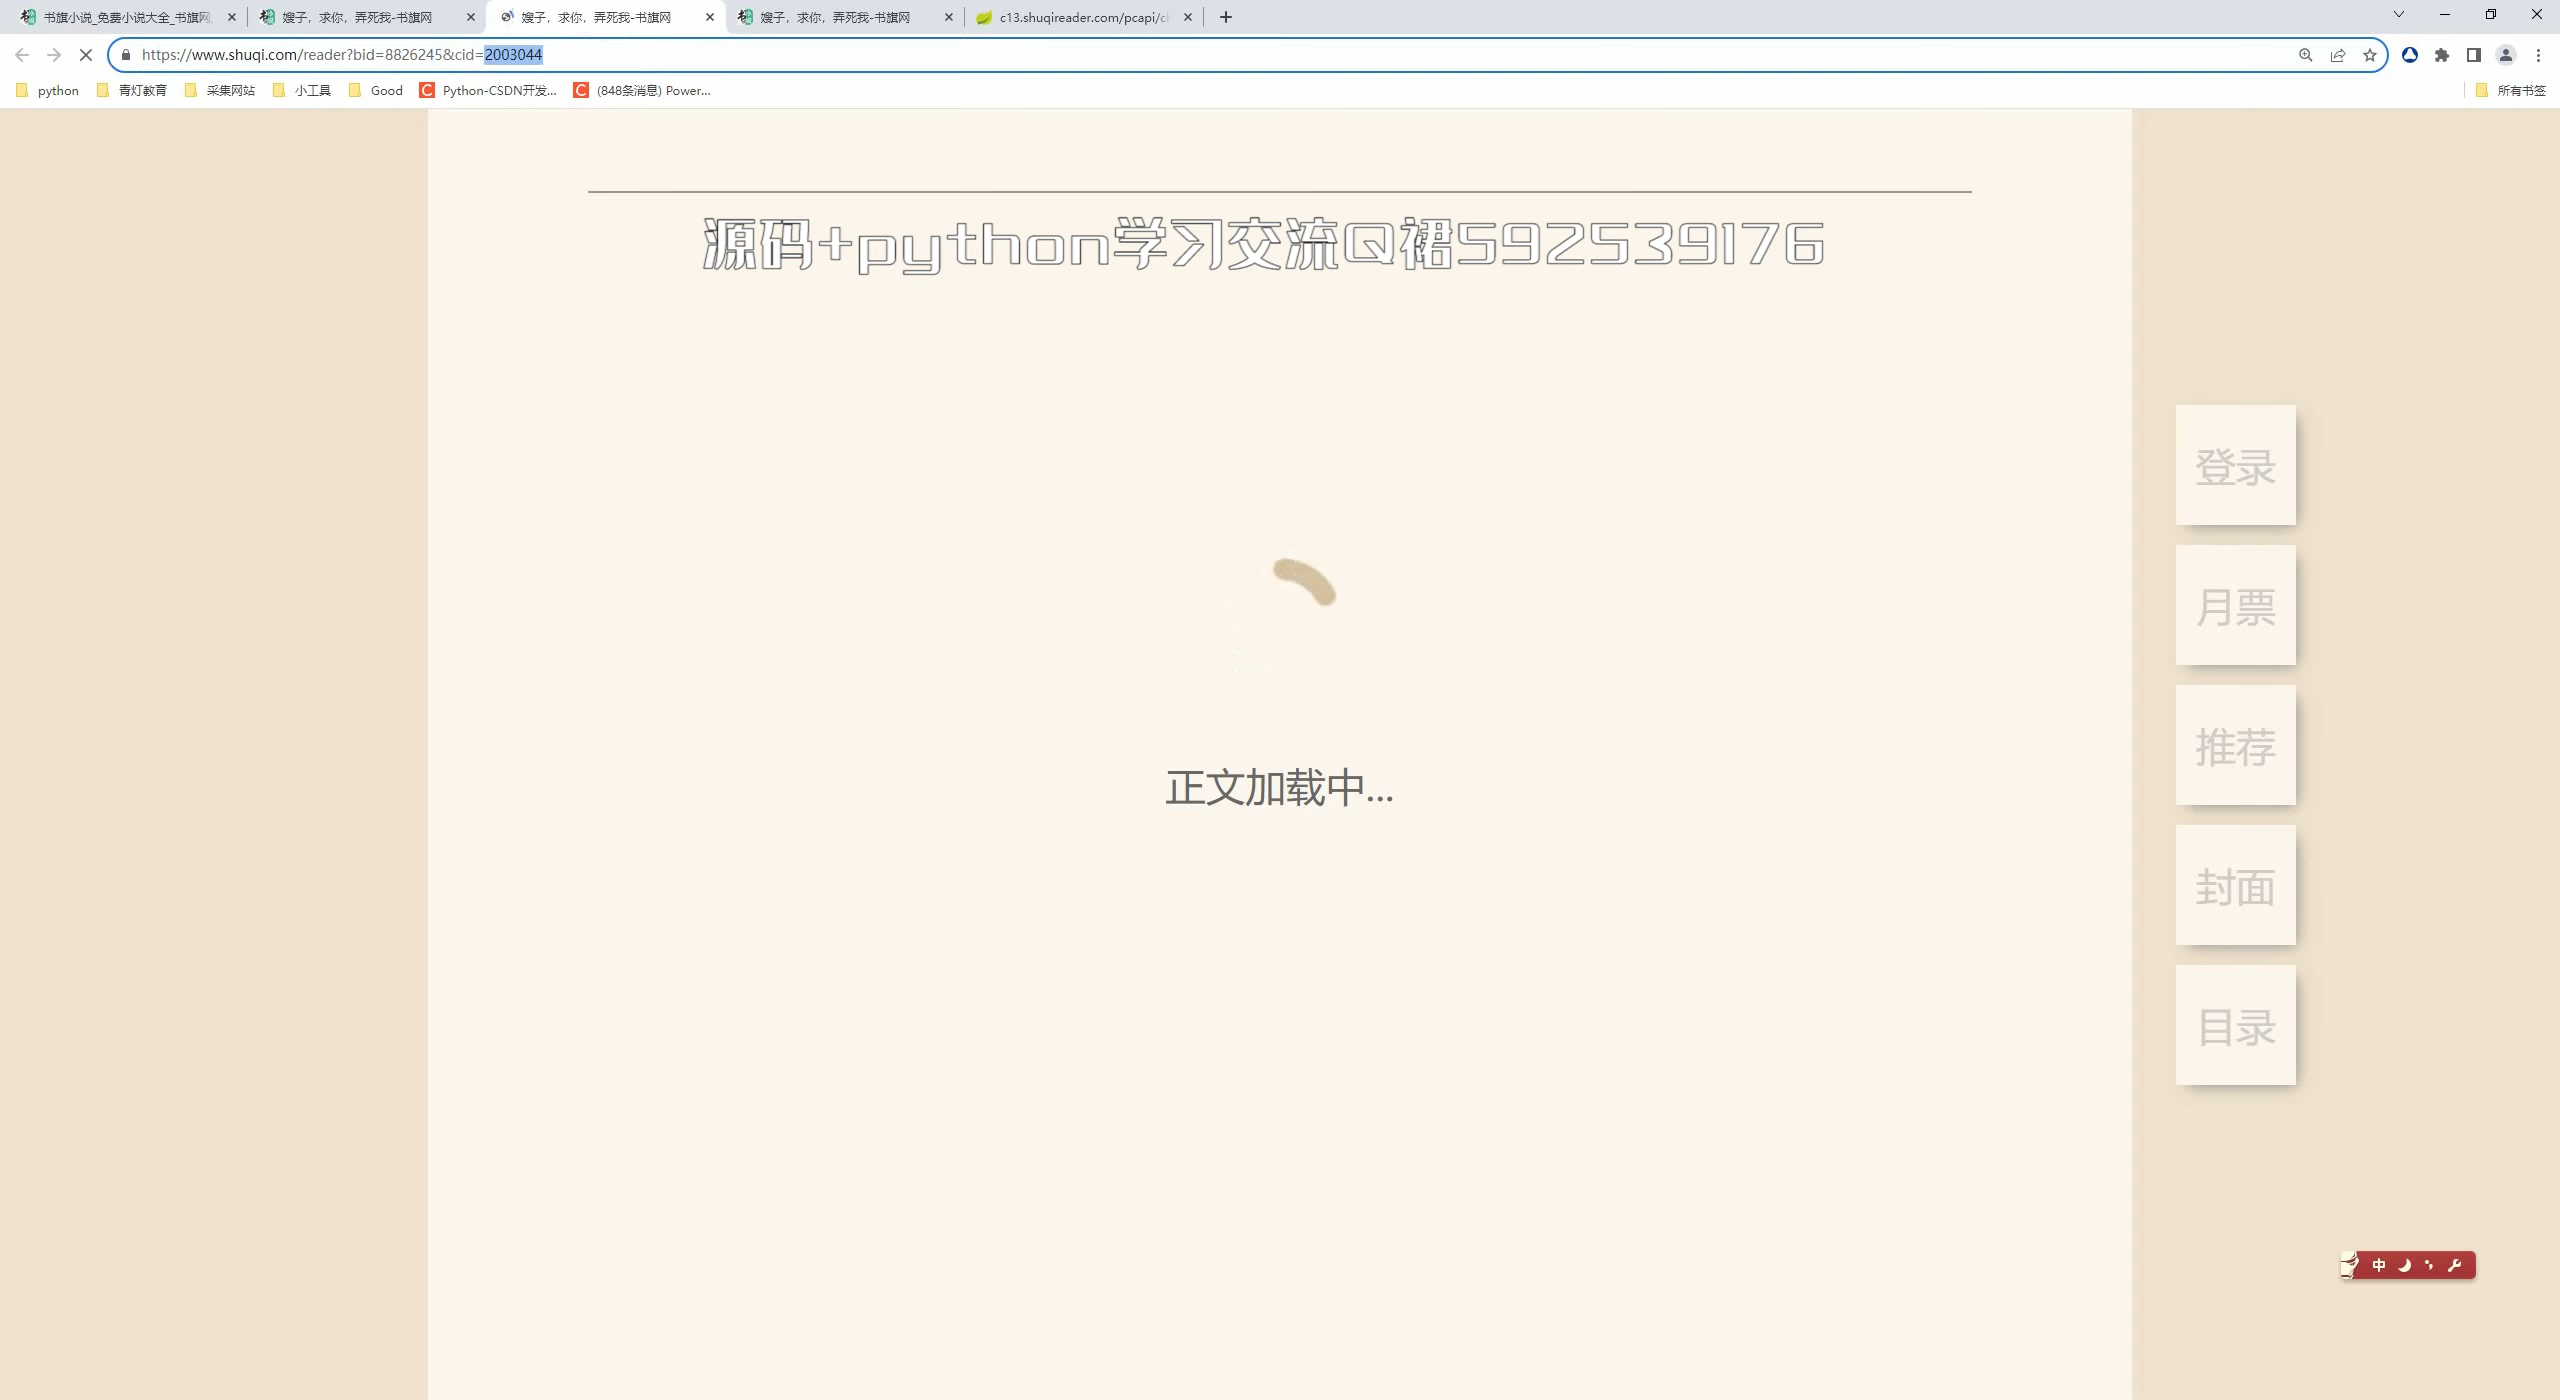 书旗小说_免费小说大全_书旗网
嫂子，求你，弄死我-书旗网
嫂子，求你，弄死我-书旗网
嫂子，求你，弄死我-书旗网
c13.shuqireader.com/pcapi/c
https://www.shuqi.com/reader?bid=8826245&cid=2003044
python
青灯教育
采集网站
小工具
Good
Python-CSDN开发...
(848条消息) Power...
所有书签
源码+python学习交流Q裙592539176
登录
月票
推荐
正文加载中...
封面
目录
中